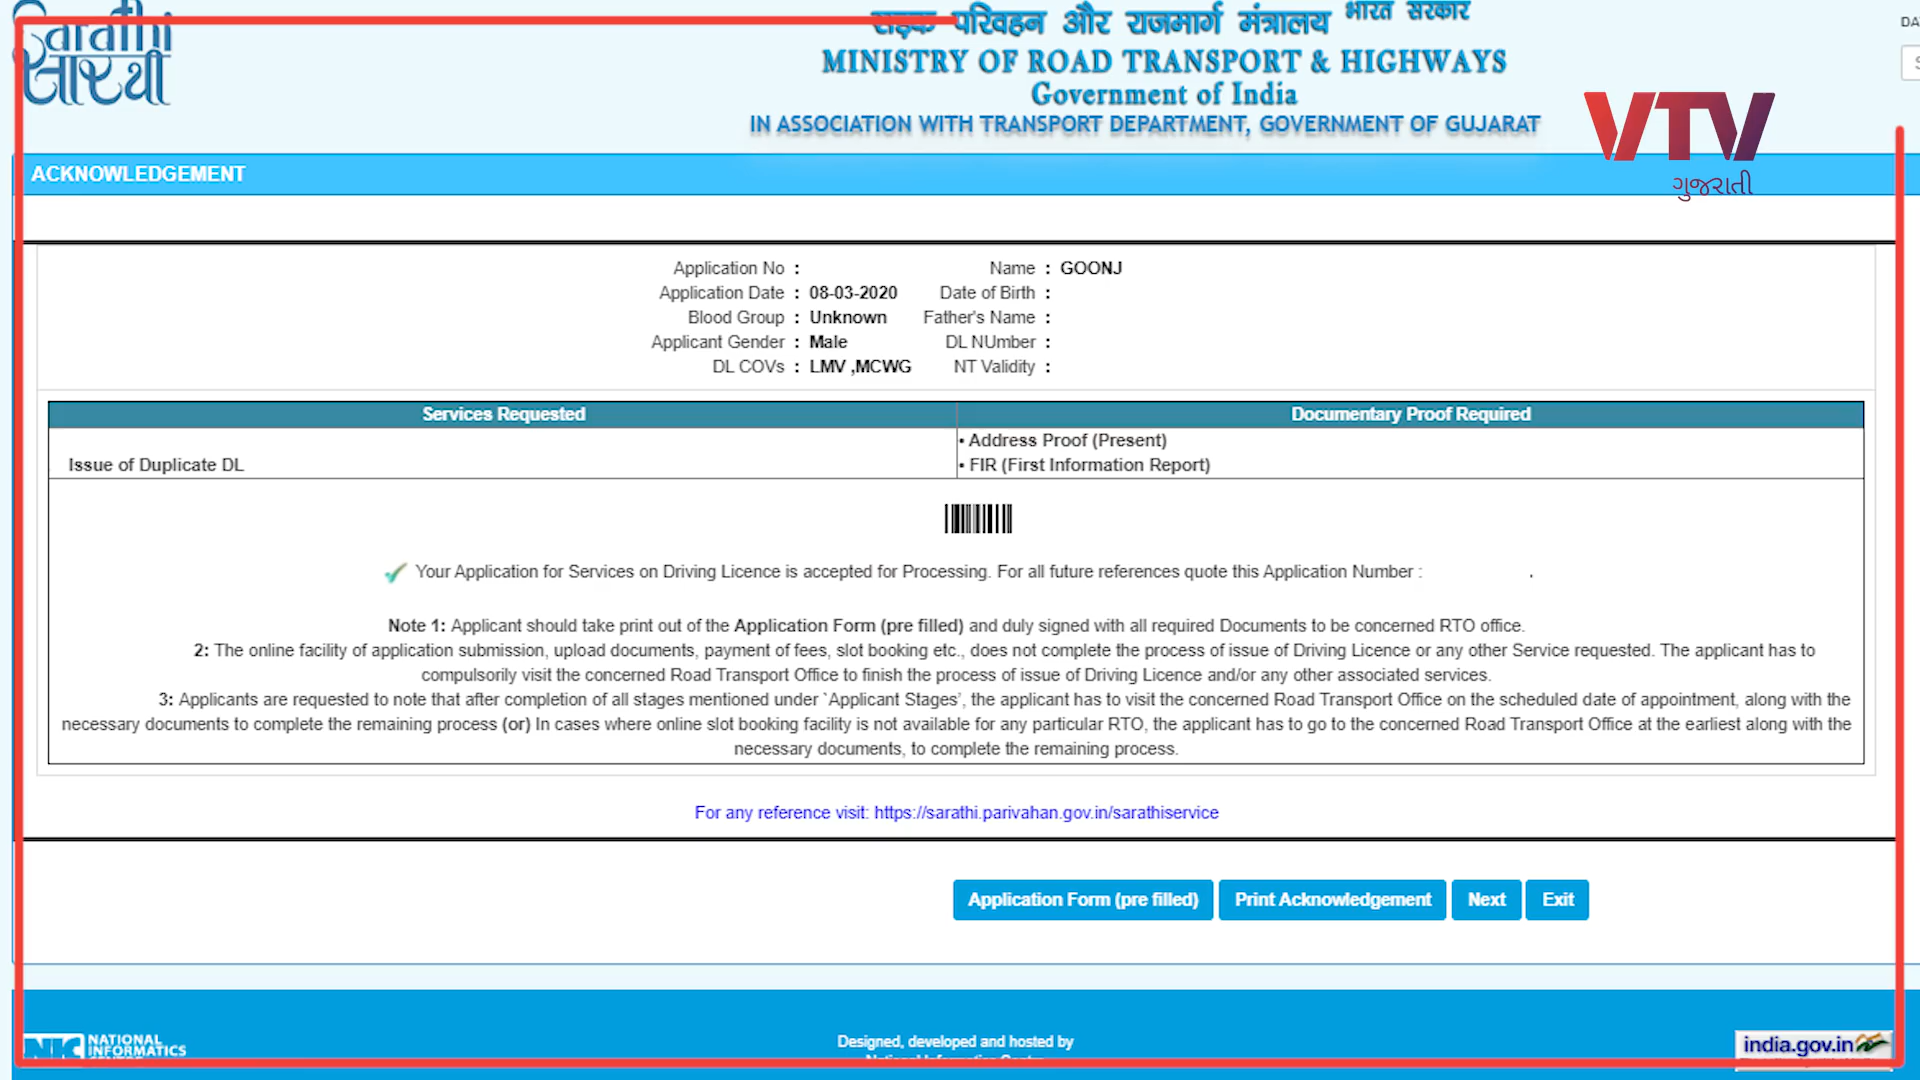 Sarathi
सारथी
भारत सरकार
सड़क परिवहन और राजमार्ग मंत्रालय
MINISTRY OF ROAD TRANSPORT & HIGHWAYS
Government of India
IN ASSOCIATION WITH TRANSPORT DEPARTMENT, GOVERNMENT OF GUJARAT
VTV
ગુજરાતી
ACKNOWLEDGEMENT
Application No : Name : GOONJ
Application Date : 08-03-2020 Date of Birth :
Blood Group : Unknown Father's Name :
Applicant Gender : Male DL NUmber :
DL COVs : LMV ,MCWG NT Validity :
Services Requested Documentary Proof Required
• Address Proof (Present)
Issue of Duplicate DL • FIR (First Information Report)
Your Application for Services on Driving Licence is accepted for Processing. For all future references quote this Application Number : .
Note 1: Applicant should take print out of the Application Form (pre filled) and duly signed with all required Documents to be concerned RTO office.
2: The online facility of application submission, upload documents, payment of fees, slot booking etc., does not complete the process of issue of Driving Licence or any other Service requested. The applicant has to
compulsorily visit the concerned Road Transport Office to finish the process of issue of Driving Licence and/or any other associated services.
3: Applicants are requested to note that after completion of all stages mentioned under `Applicant Stages', the applicant has to visit the concerned Road Transport Office on the scheduled date of appointment, along with the
necessary documents to complete the remaining process (or) In cases where online slot booking facility is not available for any particular RTO, the applicant has to go to the concerned Road Transport Office at the earliest along with the
necessary documents, to complete the remaining process.
For any reference visit: https://sarathi.parivahan.gov.in/sarathiservice
Application Form (pre filled) Print Acknowledgement Next Exit
NIC NATIONAL
INFORMATICS
Designed, developed and hosted by
india.gov.in